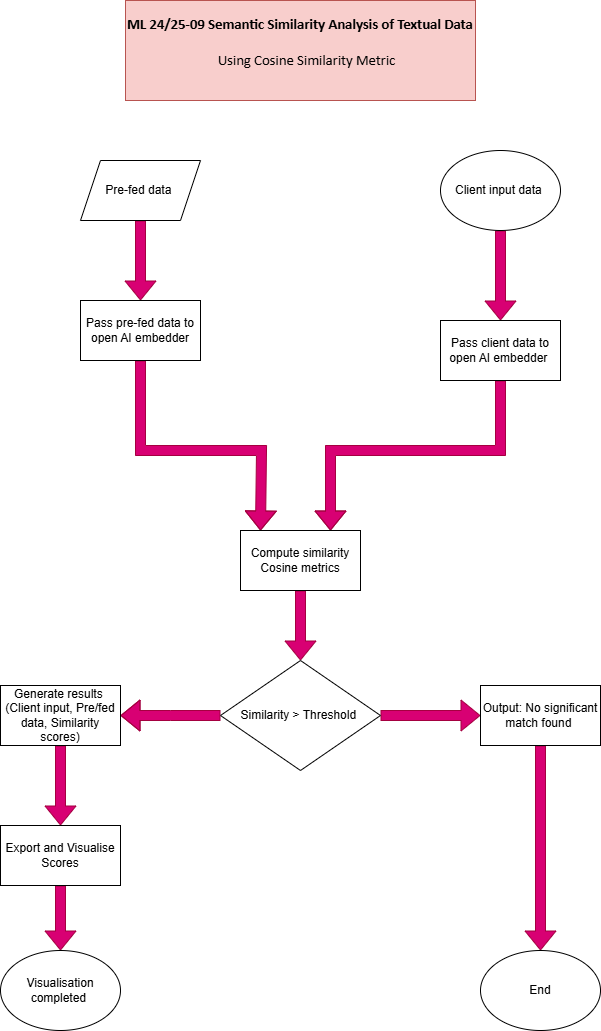 ML 24/25-09 Semantic Similarity Analysis of Textual Data
Using Cosine Similarity Metric
Pre-fed data
Client input data
Pass pre-fed data to
open AI embedder
Pass client data to
open AI embedder
Compute similarity
Cosine metrics
Similarity > Threshold
Generate results
(Client input, Pre/fed
data, Similarity
scores)
Output: No significant
match found
Export and Visualise
Scores
Visualisation
completed
End